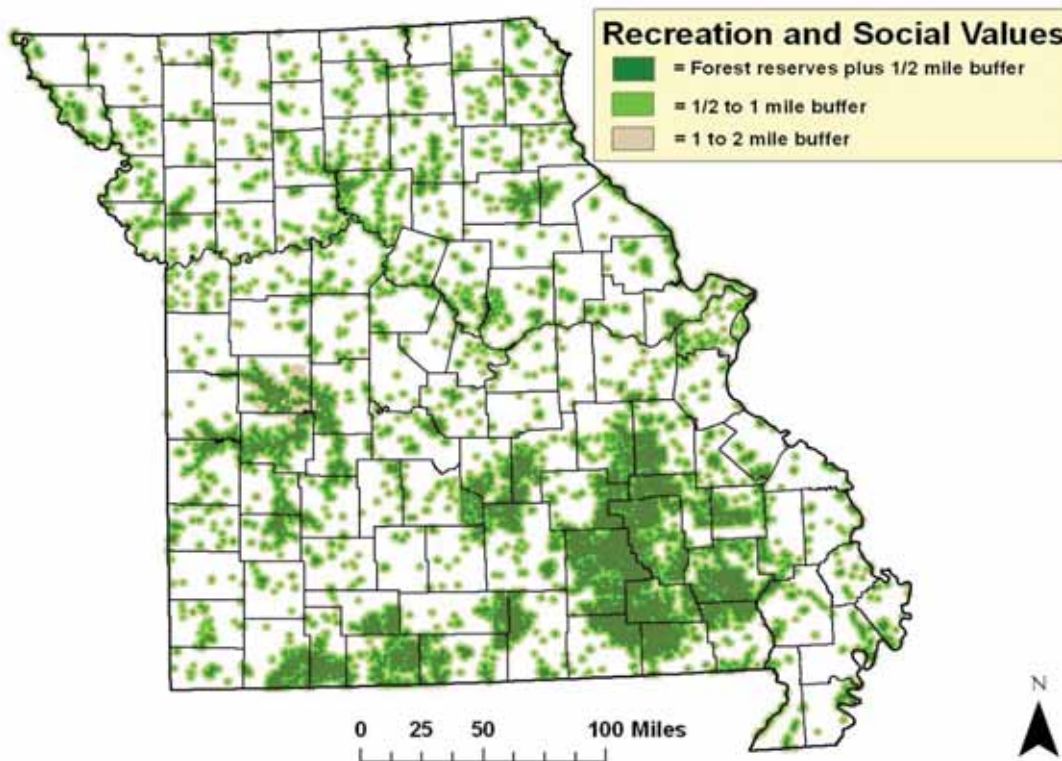 Recreation and Social Values
= Forest reserves plus 1/2 mile buffer
= 1/2 to 1 mile buffer
= 1 to 2 mile buffer
N
0 25 50 100 Miles